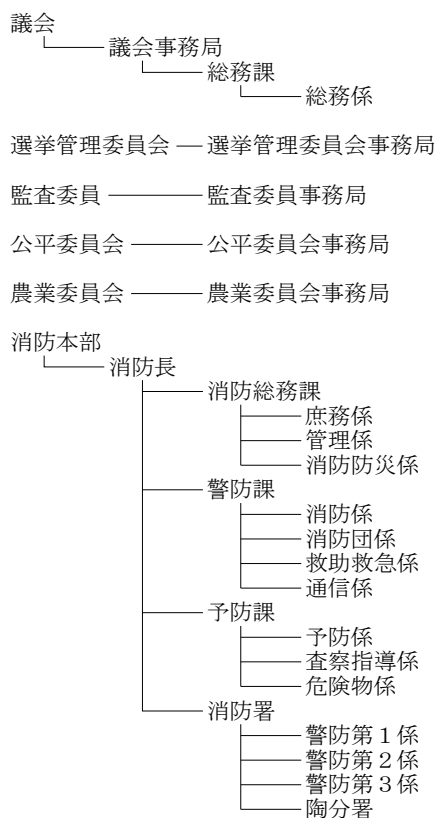 議会
議会事務局
総務課
総務係
選挙管理委員会 選挙管理委員会事務局
監査委員 監査委員事務局
公平委員会 公平委員会事務局
農業委員会 農業委員会事務局
消防本部
消防長
消防総務課
庶務係
管理係
消防防災係
警防課
消防係
消防団係
救助救急係
通信係
予防課
予防係
査察指導係
危険物係
消防署
警防第１係
警防第２係
警防第３係
陶分署